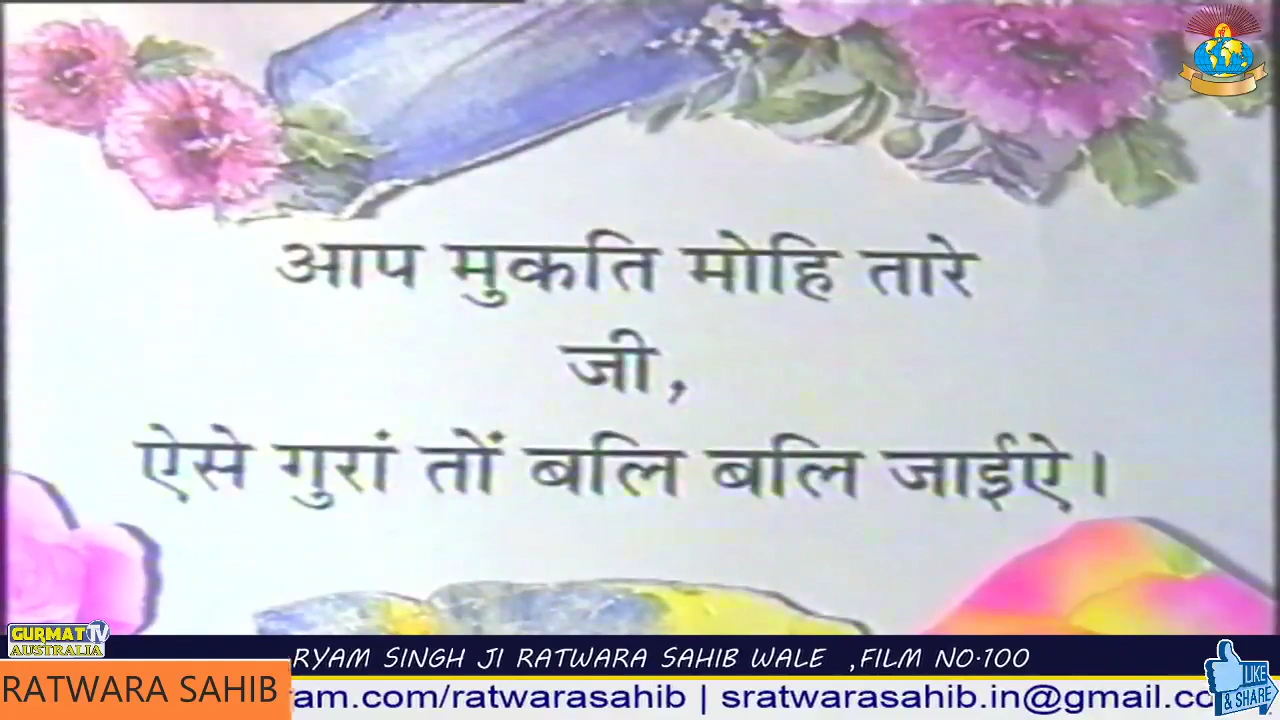 आप मुकति मोहि तारे
जी,
ऐसे गुरां तों बलि बलि जाईऐ।
GURMAT TV
AUSTRALIA
RYAM SINGH JI RATWARA SAHIB WALE ,FILM NO.100
RATWARA SAHIB
am.com/ratwarasahib | sratwarasahib.in@gmail.co
LIKE
& SHARE